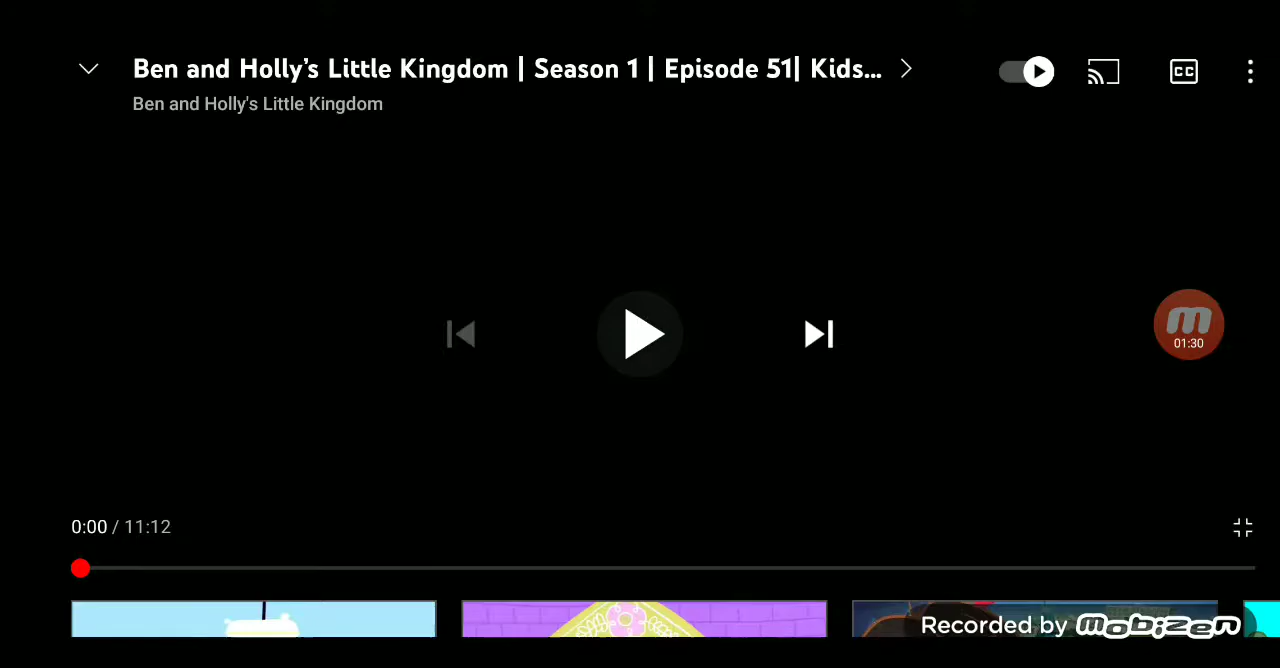 Ben and Holly’s Little Kingdom | Season 1 | Episode 51| Kids...
Ben and Holly's Little Kingdom
CC
m
01:30
0:00 / 11:12
Recorded by mobizen